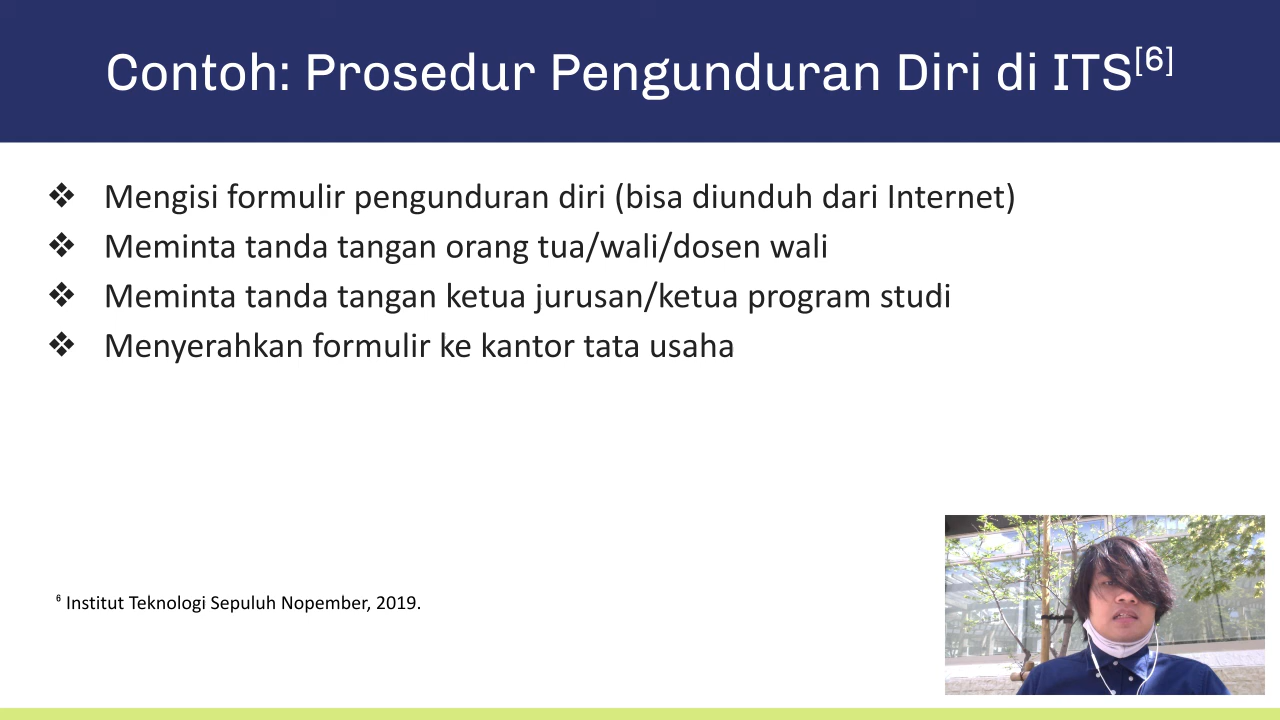 Contoh: Prosedur Pengunduran Diri di ITS[6]
❖ Mengisi formulir pengunduran diri (bisa diunduh dari Internet)
❖ Meminta tanda tangan orang tua/wali/dosen wali
❖ Meminta tanda tangan ketua jurusan/ketua program studi
❖ Menyerahkan formulir ke kantor tata usaha
6 Institut Teknologi Sepuluh Nopember, 2019.